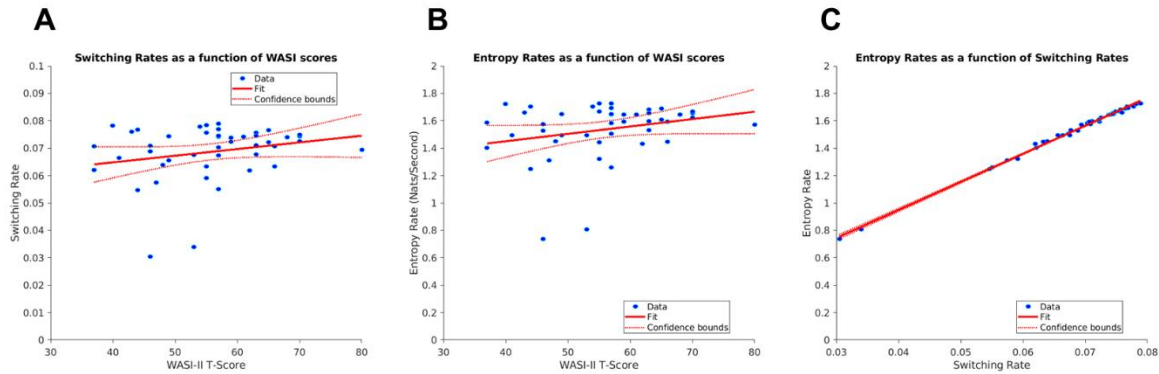 A
B
C
Switching Rates as a function of WASI scores
0.1
0.09
0.08
0.07
0.06
0.05
0.04
0.03
0.02
0.01
0
Switching Rate
Data
Fit
Confidence bounds
30
40
50
60
70
80
WASI-II T-Score
Entropy Rates as a function of WASI scores
2
1.8
1.6
1.4
1.2
1
0.8
0.6
0.4
0.2
0
Entropy Rate (Nats/Second)
Data
Fit
Confidence bounds
30
40
50
60
70
80
WASI-II T-Score
Entropy Rates as a function of Switching Rates
2
1.8
1.6
1.4
1.2
1
0.8
0.6
0.4
0.2
0
Entropy Rate
Data
Fit
Confidence bounds
0.03
0.04
0.05
0.06
0.07
0.08
Switching Rate